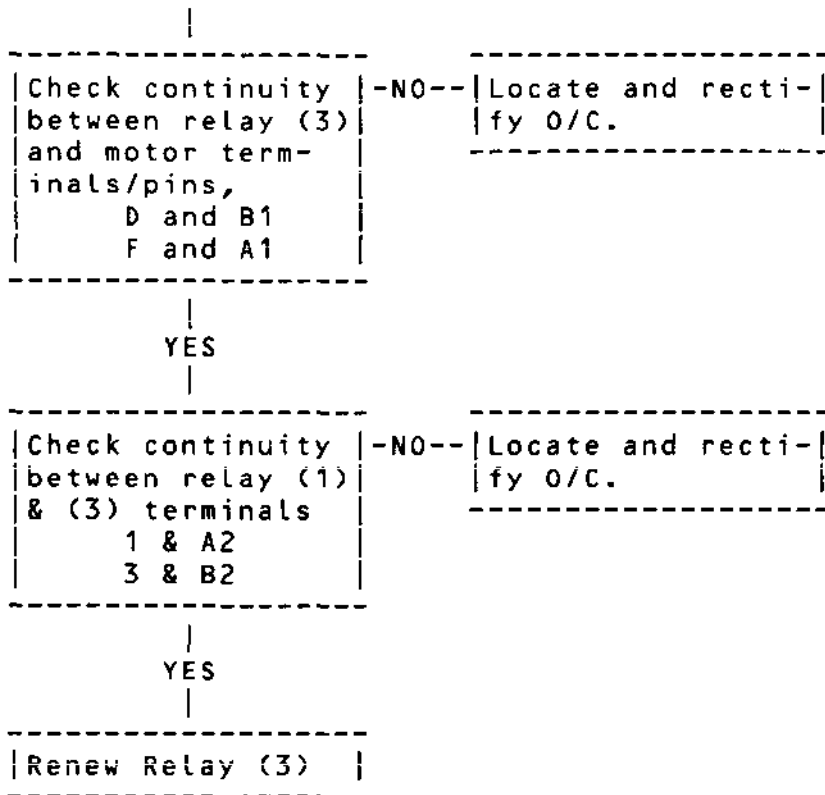 Check continuity -NO-- Locate and recti-
between relay (3) fy O/C.
and motor term-
inals/pins,
D and B1
F and A1
YES
Check continuity -NO-- Locate and recti-
between relay (1) fy O/C.
& (3) terminals
1 & A2
3 & B2
YES
Renew Relay (3)